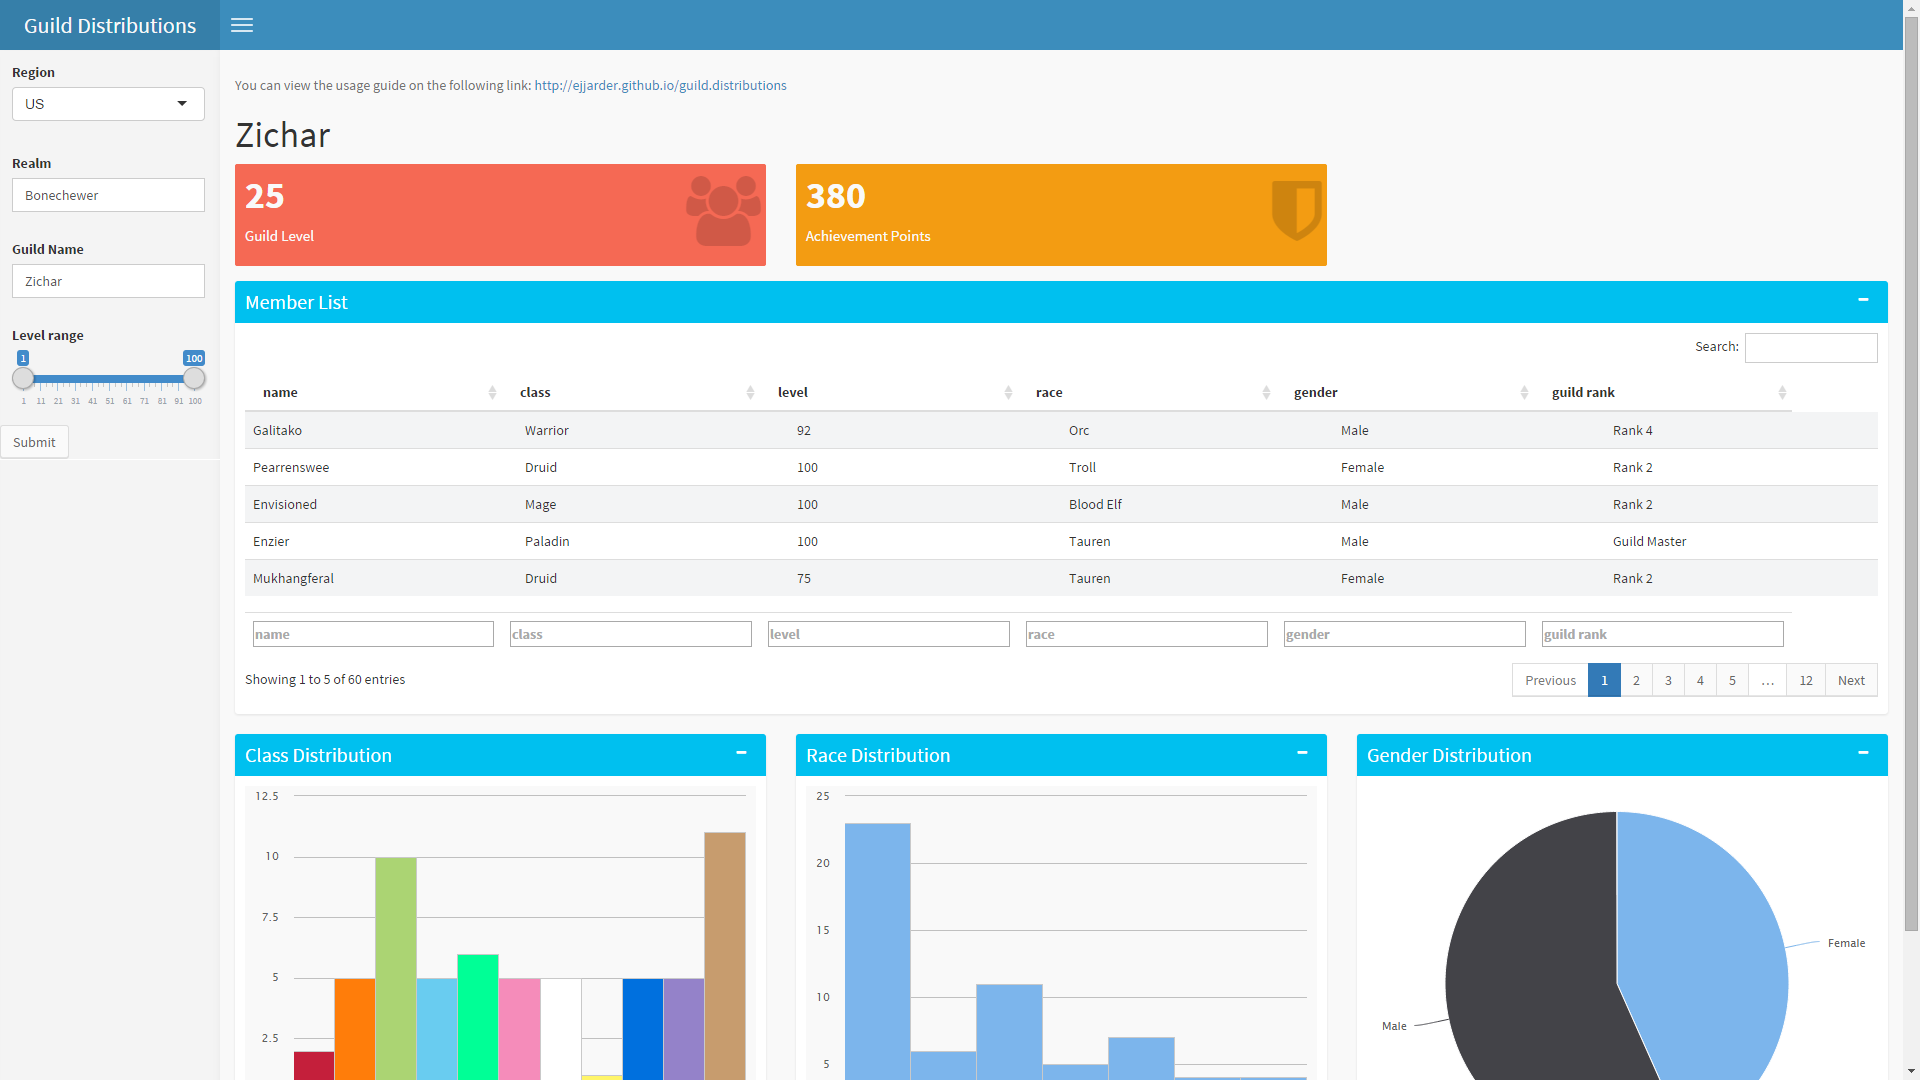 Guild Distributions
Region
US
Realm
Bonechewer
Guild Name
Zichar
Level range
1 100
1 11 21 31 41 51 61 71 81 91 100
Submit
You can view the usage guide on the following link: http://ejjarder.github.io/guild.distributions
Zichar
25
Guild Level
380
Achievement Points
Member List
Search:
name class level race gender guild rank
Galitako Warrior 92 Orc Male Rank 4
Pearrenswee Druid 100 Troll Female Rank 2
Envisioned Mage 100 Blood Elf Male Rank 2
Enzier Paladin 100 Tauren Male Guild Master
Mukhangferal Druid 75 Tauren Female Rank 2
name class level race gender guild rank
Showing 1 to 5 of 60 entries
Previous 1 2 3 4 5 … 12 Next
Class Distribution
12.5
10
7.5
5
2.5
Race Distribution
25
20
15
10
5
Gender Distribution
Female
Male